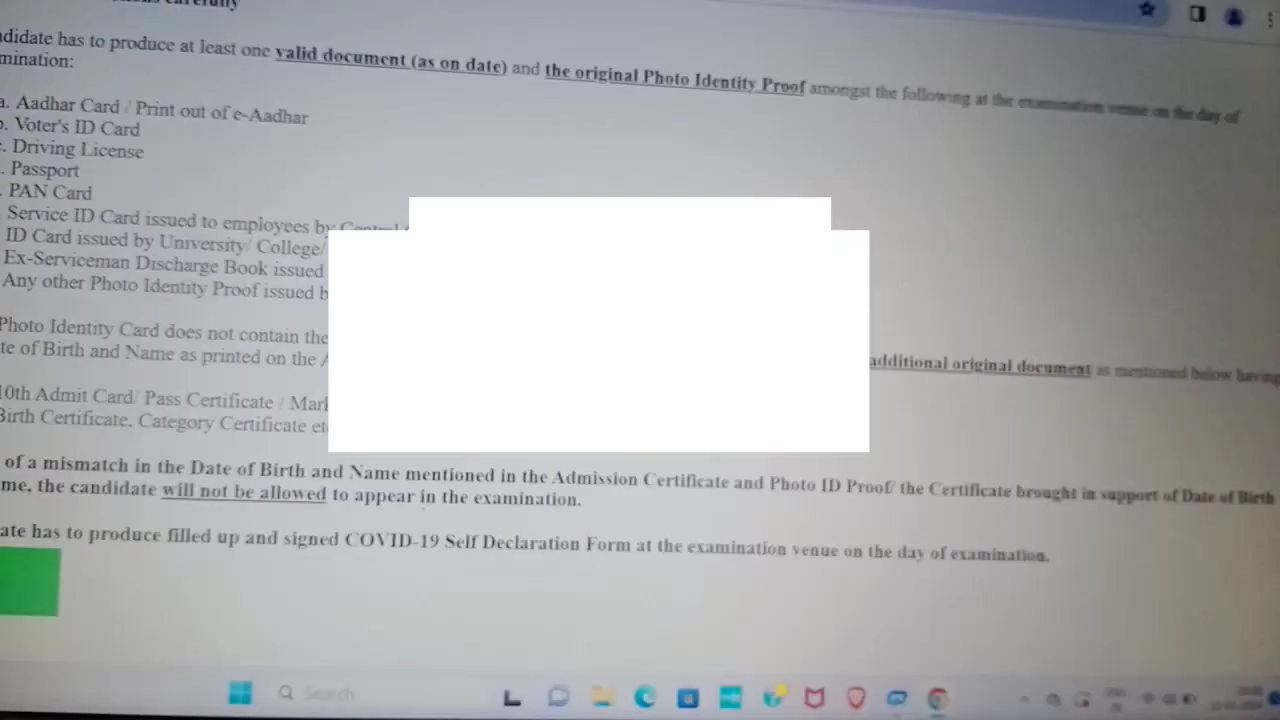 Carefully
didate has to produce at least one valid document (as on date) and the original Photo Identity Proof amongst the following at the examination venue on the day of
mination:
a. Aadhar Card / Print out of e-Aadhar
. Voter's ID Card
. Driving License
. Passport
PAN Card
Service ID Card issued to employees by Central
ID Card issued by University/ College/
Ex-Serviceman Discharge Book issued
Any other Photo Identity Proof issued b
Photo Identity Card does not contain the
te of Birth and Name as printed on the A
additional original document as mentioned below having
10th Admit Card/ Pass Certificate / Mark
Birth Certificate, Category Certificate et
of a mismatch in the Date of Birth and Name mentioned in the Admission Certificate and Photo ID Proof/ the Certificate brought in support of Date of Birth
me, the candidate will not be allowed to appear in the examination.
ate has to produce filled up and signed COVID-19 Self Declaration Form at the examination venue on the day of examination.
Search